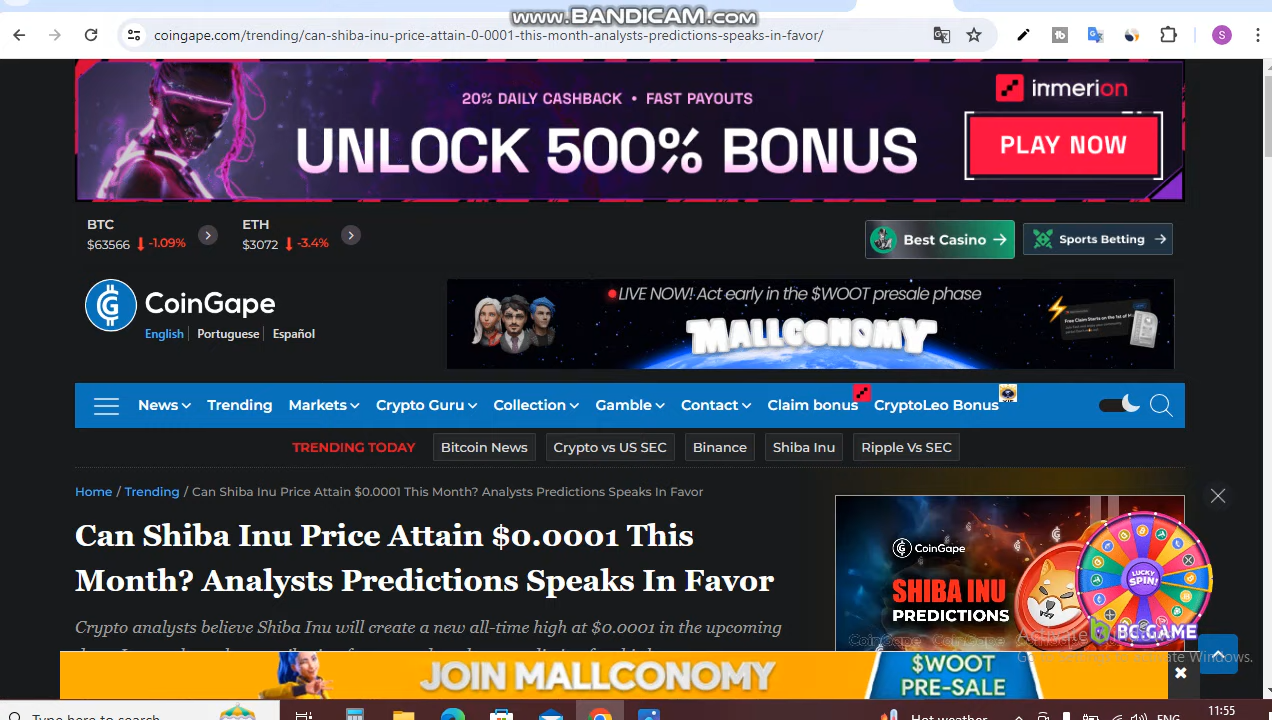 www.BANDICAM.com
coingape.com/trending/can-shiba-inu-price-attain-0-0001-this-month-analysts-predictions-speaks-in-favor/
S
20% DAILY CASHBACK • FAST PAYOUTS
UNLOCK 500% BONUS
inmerion
PLAY NOW
BTC
$63566 -1.09%
ETH
$3072 -3.4%
Best Casino
Sports Betting
CoinGape
English Portuguese Español
LIVE NOW! Act early in the $WOOT presale phase
MALLCONOMY
News Trending Markets Crypto Guru Collection Gamble Contact Claim bonus CryptoLeo Bonus
TRENDING TODAY Bitcoin News Crypto vs US SEC Binance Shiba Inu Ripple Vs SEC
Home / Trending / Can Shiba Inu Price Attain $0.0001 This Month? Analysts Predictions Speaks In Favor
Can Shiba Inu Price Attain $0.0001 This
Month? Analysts Predictions Speaks In Favor
Crypto analysts believe Shiba Inu will create a new all-time high at $0.0001 in the upcoming
CoinGape
SHIBA INU
PREDICTIONS
CoinGape CoinGape
LUCKY
SPIN!
BC.GAME
Activate
Windows.
JOIN MALLCONOMY
$WOOT
PRE-SALE
Type here to search
Hot weather
ENG
11:55